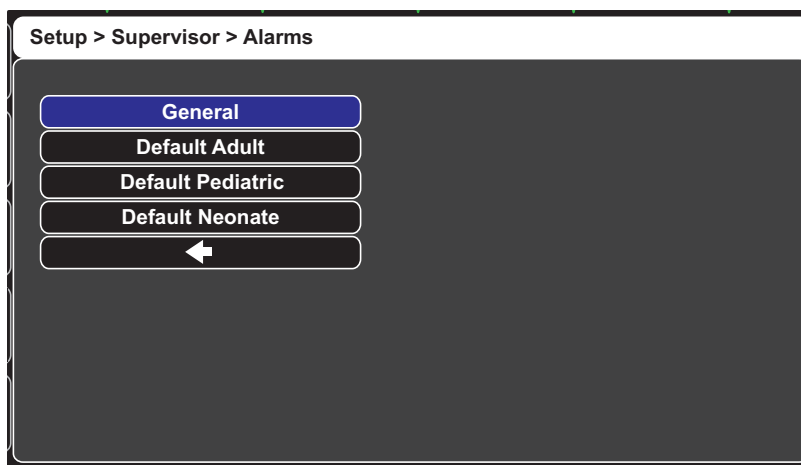 Setup > Supervisor > Alarms
General
Default Adult
Default Pediatric
Default Neonate